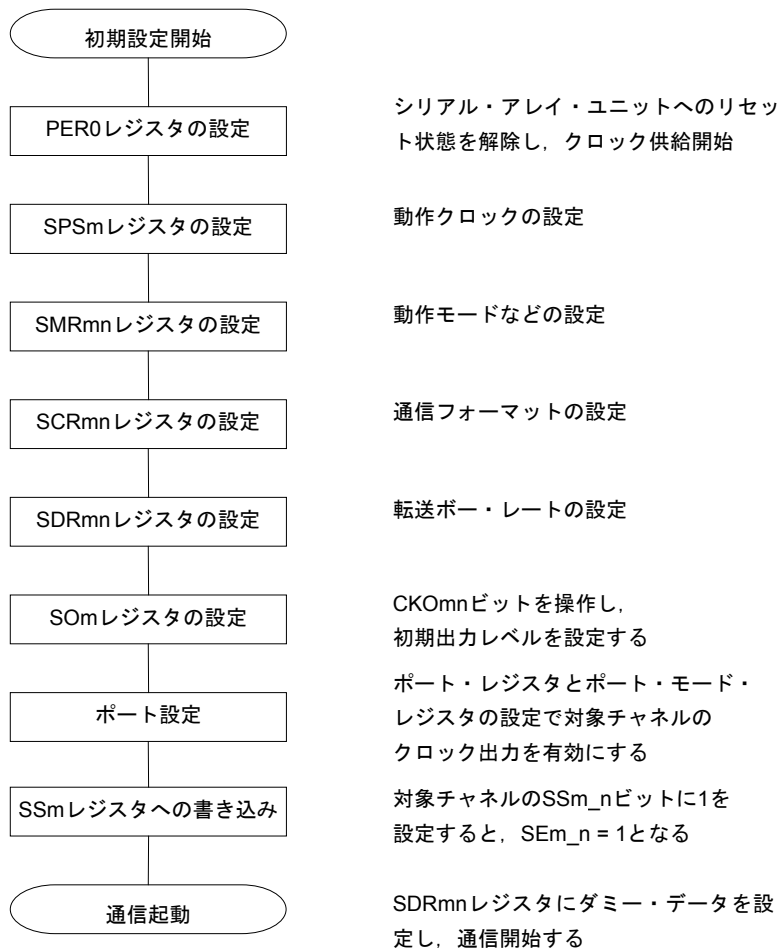 初期設定開始
PER0レジスタの設定
シリアル・アレイ・ユニットへのリセッ
ト状態を解除し，クロック供給開始
SPSmレジスタの設定
動作クロックの設定
SMRmnレジスタの設定
動作モードなどの設定
SCRmnレジスタの設定
通信フォーマットの設定
SDRmnレジスタの設定
転送ボー・レートの設定
SOmレジスタの設定
CKOmnビットを操作し，
初期出力レベルを設定する
ポート設定
ポート・レジスタとポート・モード・
レジスタの設定で対象チャネルの
クロック出力を有効にする
SSmレジスタへの書き込み
対象チャネルのSSm_nビットに1を
設定すると，SEm_n = 1となる
通信起動
SDRmnレジスタにダミー・データを設
定し，通信開始する